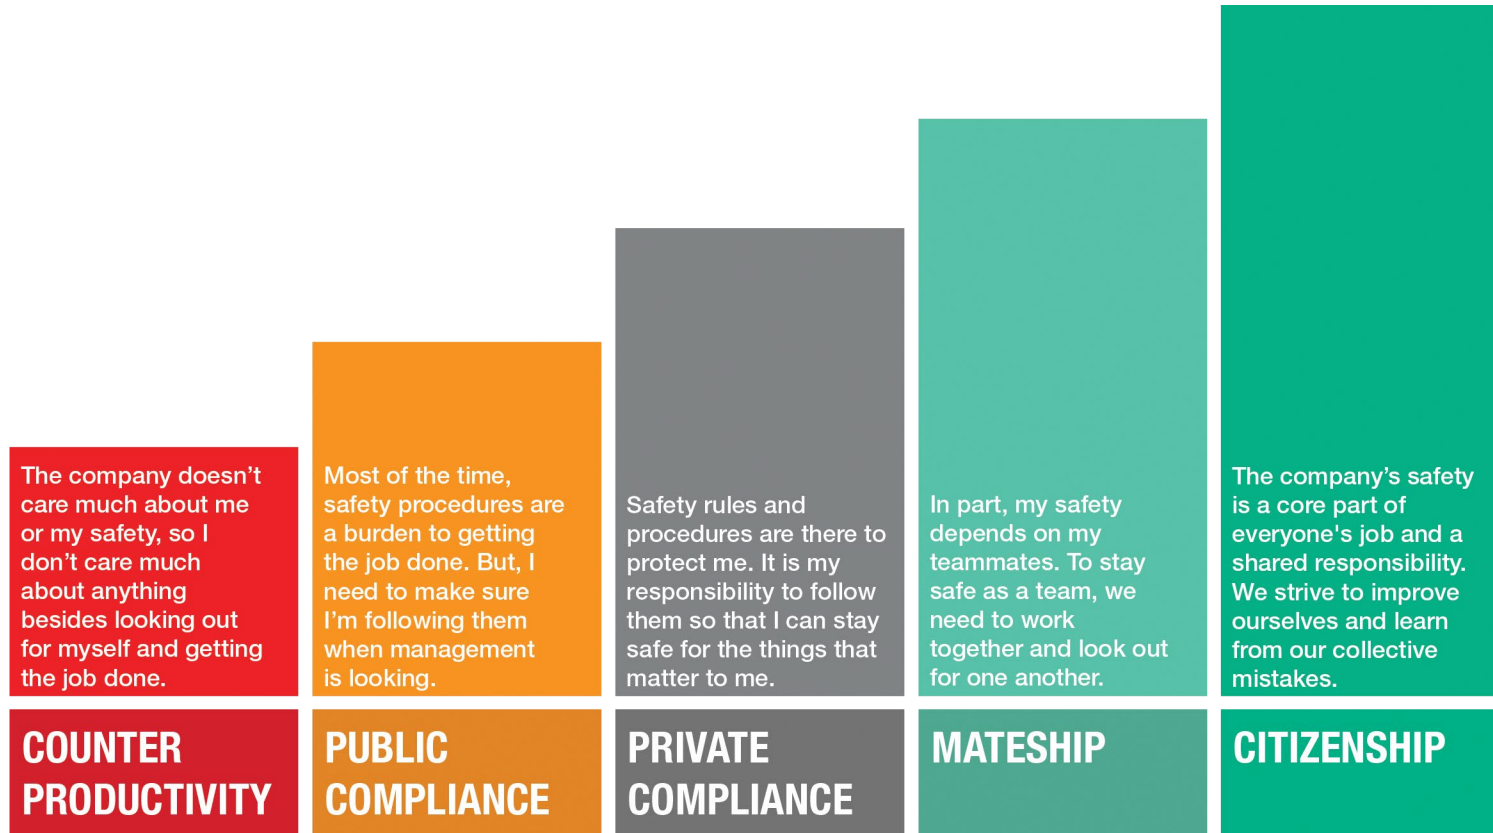 The company doesn’t
care much about me
or my safety, so I
don’t care much
about anything
besides looking out
for myself and getting
the job done.
COUNTER
PRODUCTIVITY
Most of the time,
safety procedures are
a burden to getting
the job done. But, I
need to make sure
I’m following them
when management
is looking.
PUBLIC
COMPLIANCE
Safety rules and
procedures are there to
protect me. It is my
responsibility to follow
them so that I can stay
safe for the things that
matter to me.
PRIVATE
COMPLIANCE
In part, my safety
depends on my
teammates. To stay
safe as a team, we
need to work
together and look out
for one another.
MATESHIP
The company’s safety
is a core part of
everyone's job and a
shared responsibility.
We strive to improve
ourselves and learn
from our collective
mistakes.
CITIZENSHIP